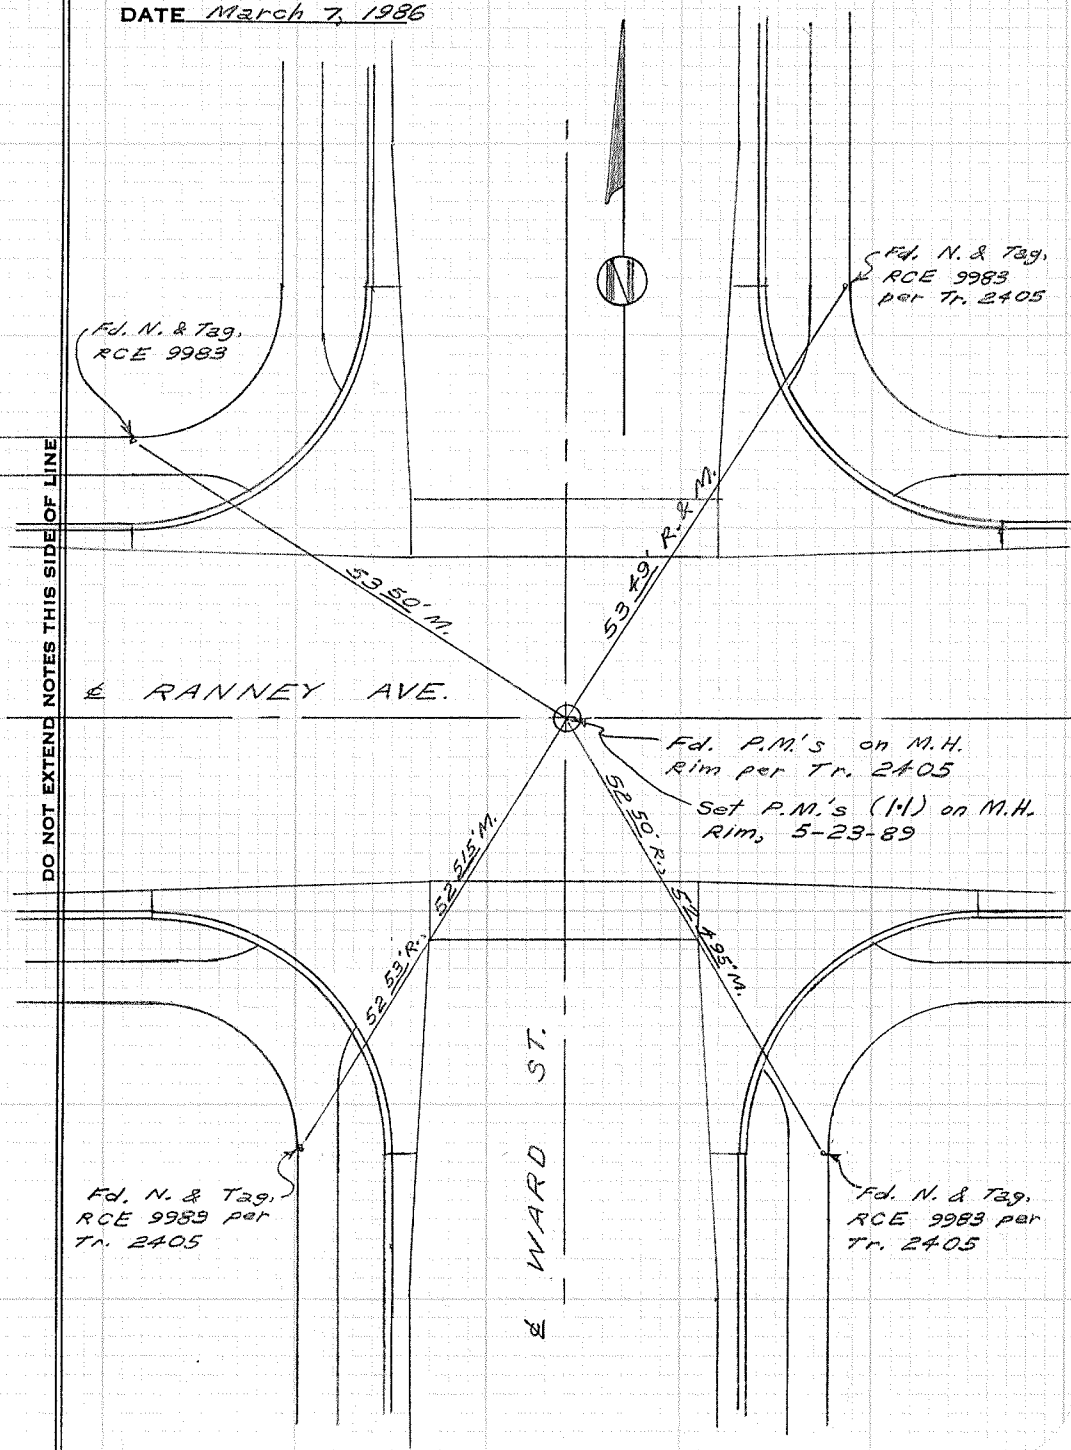 DATE March 7, 1986
Fd. N. & Tag,
RCE 9983
per Tr. 2405
Fd. N. & Tag,
RCE 9983
DO NOT EXTEND NOTES THIS SIDE OF LINE
53 50' M.
53 49' R. & M.
℄ RANNEY AVE.
N
Fd. P.M.'s on M.H.
Rim per Tr. 2405
Set P.M.'s (|·|) on M.H.
Rim, 5-23-89
52 53' R., 52 515' M.
52 50' R., 52 495' M.
℄ WARD ST.
Fd. N. & Tag,
RCE 9983 per
Tr. 2405
Fd. N. & Tag,
RCE 9983 per
Tr. 2405